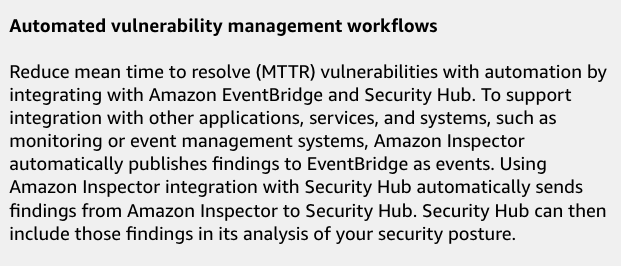 Automated vulnerability management workflows
Reduce mean time to resolve (MTTR) vulnerabilities with automation by
integrating with Amazon EventBridge and Security Hub. To support
integration with other applications, services, and systems, such as
monitoring or event management systems, Amazon Inspector
automatically publishes findings to EventBridge as events. Using
Amazon Inspector integration with Security Hub automatically sends
findings from Amazon Inspector to Security Hub. Security Hub can then
include those findings in its analysis of your security posture.